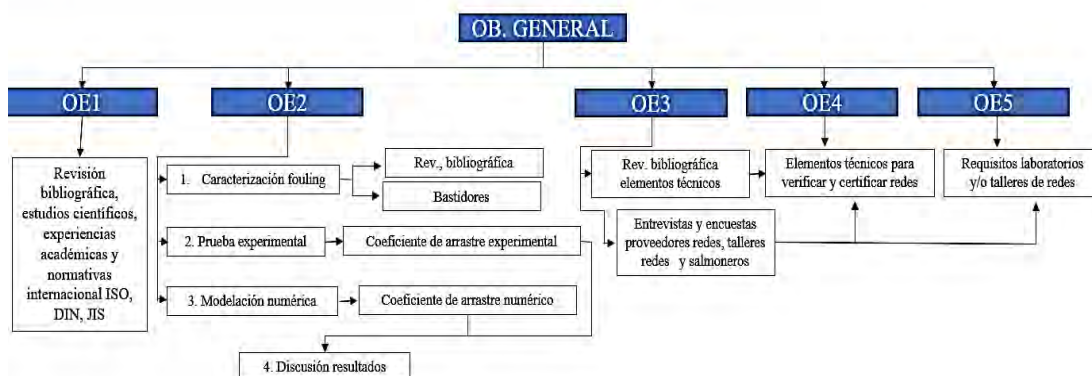 OB. GENERAL
OE1
OE2
OE3
OE4
OE5
Revisión
bibliográfica,
estudios científicos,
experiencias
académicas y
normativas
internacional ISO,
DIN, JIS
1. Caracterización fouling
Rev., bibliográfica
Bastidores
2. Prueba experimental
Coeficiente de arrastre experimental
3. Modelación numérica
Coeficiente de arrastre numérico
4. Discusión resultados
Rev. bibliográfica
elementos técnicos
Entrevistas y encuestas
proveedores redes, talleres
redes y salmoneros
Elementos técnicos para
verificar y certificar redes
Requisitos laboratorios
y/o talleres de redes